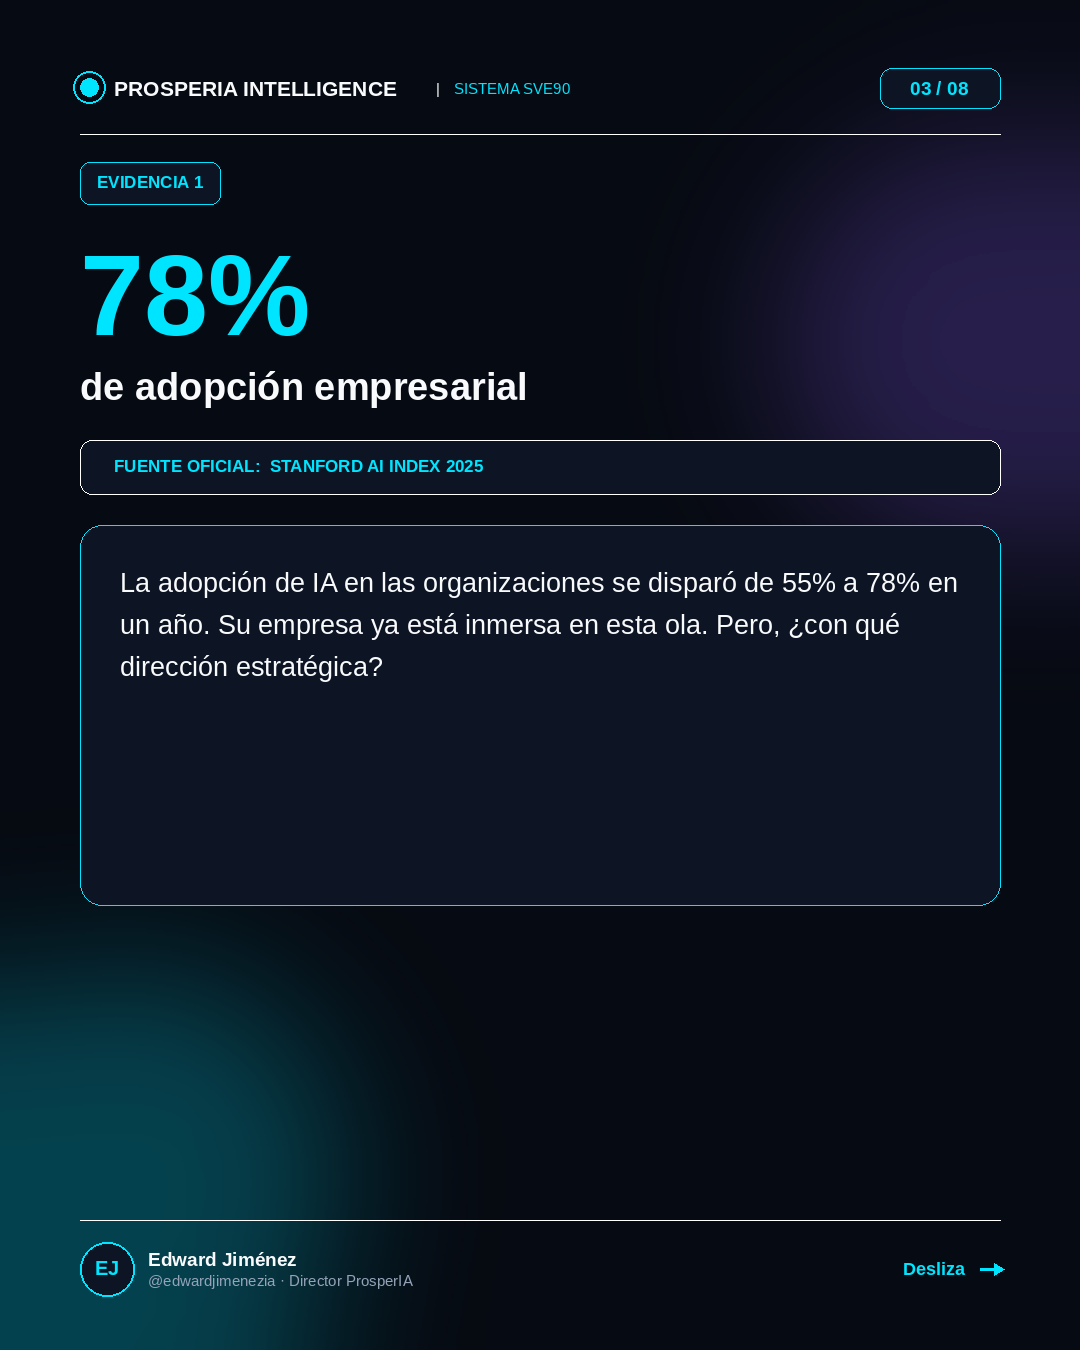 PROSPERIA INTELLIGENCE | SISTEMA SVE90
03 / 08
EVIDENCIA 1
78%
de adopción empresarial
FUENTE OFICIAL: STANFORD AI INDEX 2025
La adopción de IA en las organizaciones se disparó de 55% a 78% en
un año. Su empresa ya está inmersa en esta ola. Pero, ¿con qué
dirección estratégica?
EJ
Edward Jiménez
@edwardjimenezia · Director ProsperIA
Desliza